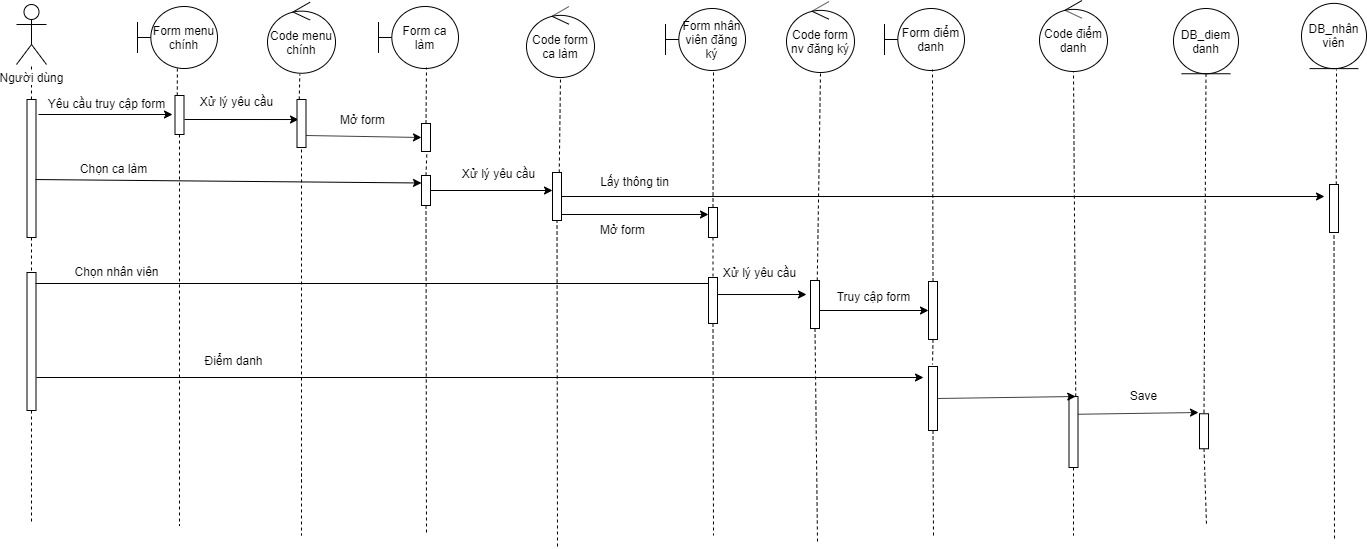 Người dùng
Form menu
chính
Code menu
chính
Form ca
làm
Code form
ca làm
Form nhân
viên đăng
ký
Code form
nv đăng ký
Form điểm
danh
Code điểm
danh
DB_diem
danh
DB_nhân
viên
Yêu cầu truy cập form
Xử lý yêu cầu
Mở form
Chọn ca làm
Xử lý yêu cầu
Lấy thông tin
Mở form
Chọn nhân viên
Xử lý yêu cầu
Truy cập form
Điểm danh
Save